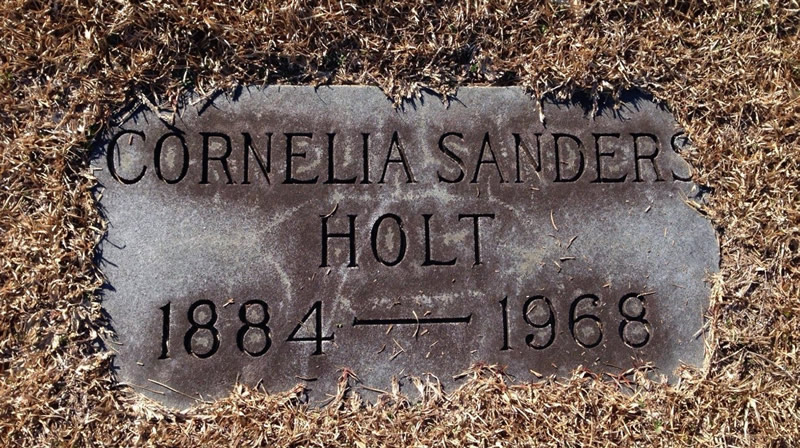 CORNELIA SANDERS
HOLT
1884 — 1968